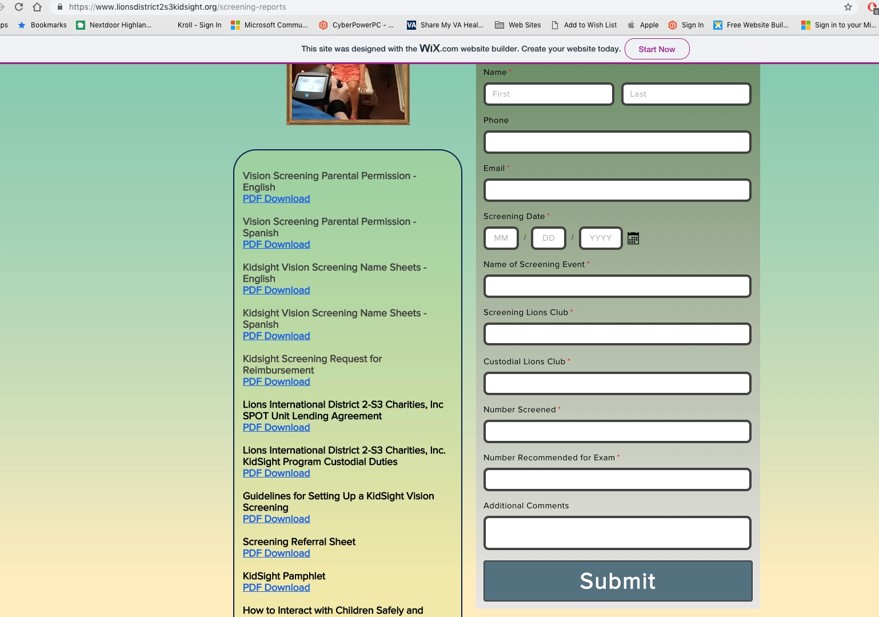 https://www.lionsdistrict2s3kidsight.org/screening-reports
ps Bookmarks Nextdoor Highlan... Kroll - Sign In Microsoft Commu... CyberPowerPC - ... VA Share My VA Heal... Web Sites Add to Wish List Apple Sign In Free Website Buil... Sign in to your Mi...
This site was designed with the WiX.com website builder. Create your website today. Start Now
Vision Screening Parental Permission -
English
PDF Download
Vision Screening Parental Permission -
Spanish
PDF Download
Kidsight Vision Screening Name Sheets -
English
PDF Download
Kidsight Vision Screening Name Sheets -
Spanish
PDF Download
Kidsight Screening Request for
Reimbursement
PDF Download
Lions International District 2-S3 Charities, Inc
SPOT Unit Lending Agreement
PDF Download
Lions International District 2-S3 Charities, Inc.
KidSight Program Custodial Duties
PDF Download
Guidelines for Setting Up a KidSight Vision
Screening
PDF Download
Screening Referral Sheet
PDF Download
KidSight Pamphlet
PDF Download
How to Interact with Children Safely and
Name *
First Last
Phone
Email *
Screening Date *
MM / DD / YYYY
Name of Screening Event *
Screening Lions Club *
Custodial Lions Club *
Number Screened *
Number Recommended for Exam *
Additional Comments
Submit